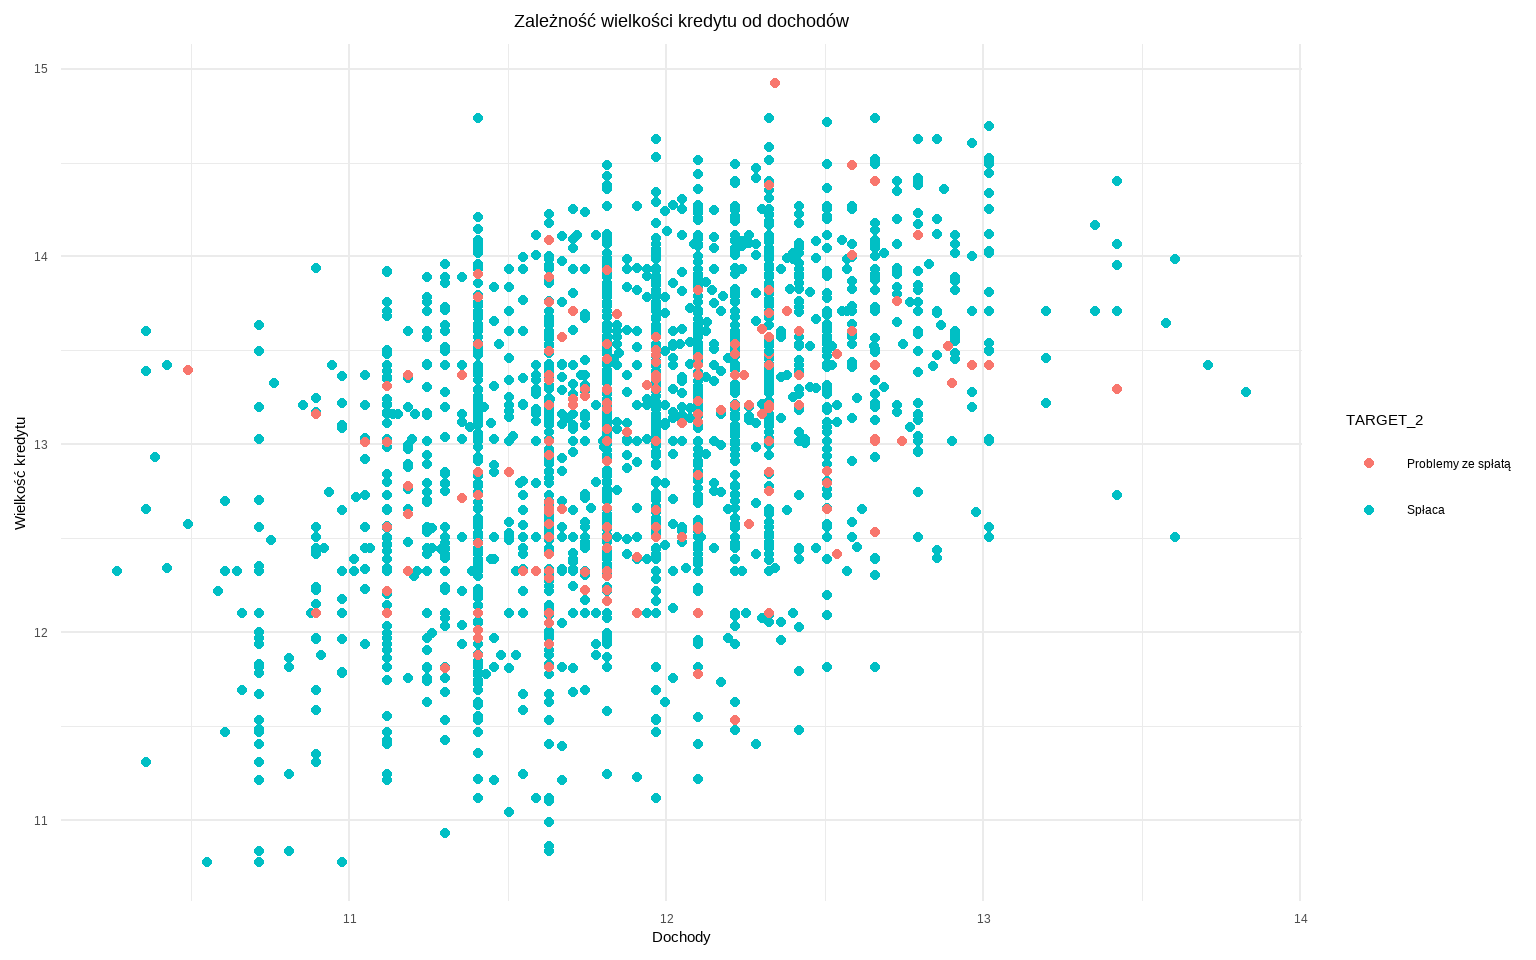 Zależność wielkości kredytu od dochodów
15
14
13
12
11
Wielkość kredytu
11
12
13
14
Dochody
TARGET_2
Problemy ze spłatą
Spłaca